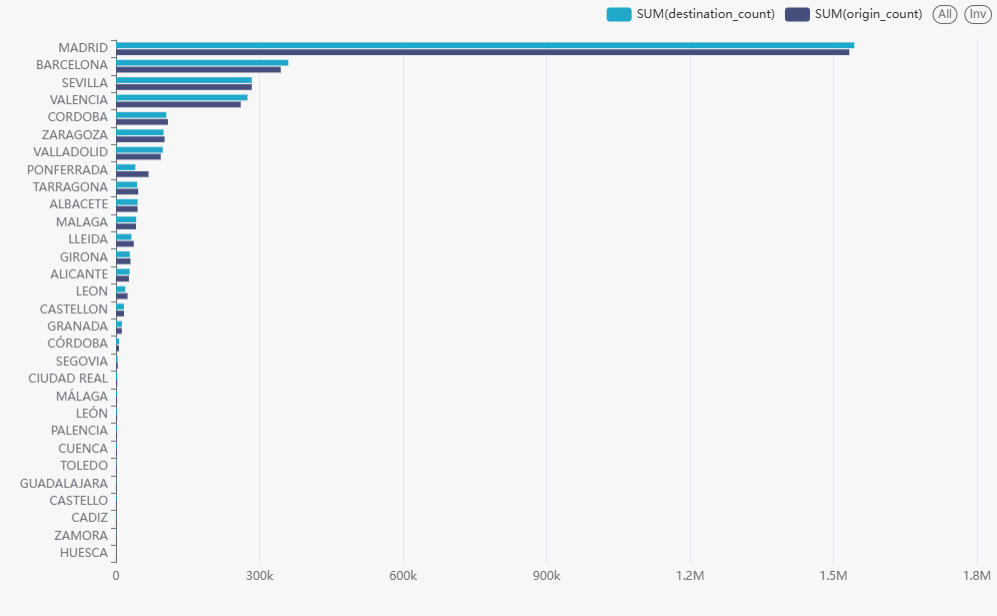 SUM(destination_count) SUM(origin_count) All Inv
MADRID
BARCELONA
SEVILLA
VALENCIA
CORDOBA
ZARAGOZA
VALLADOLID
PONFERRADA
TARRAGONA
ALBACETE
MALAGA
LLEIDA
GIRONA
ALICANTE
LEON
CASTELLON
GRANADA
CÓRDOBA
SEGOVIA
CIUDAD REAL
MÁLAGA
LEÓN
PALENCIA
CUENCA
TOLEDO
GUADALAJARA
CASTELLO
CADIZ
ZAMORA
HUESCA
0 300k 600k 900k 1.2M 1.5M 1.8M